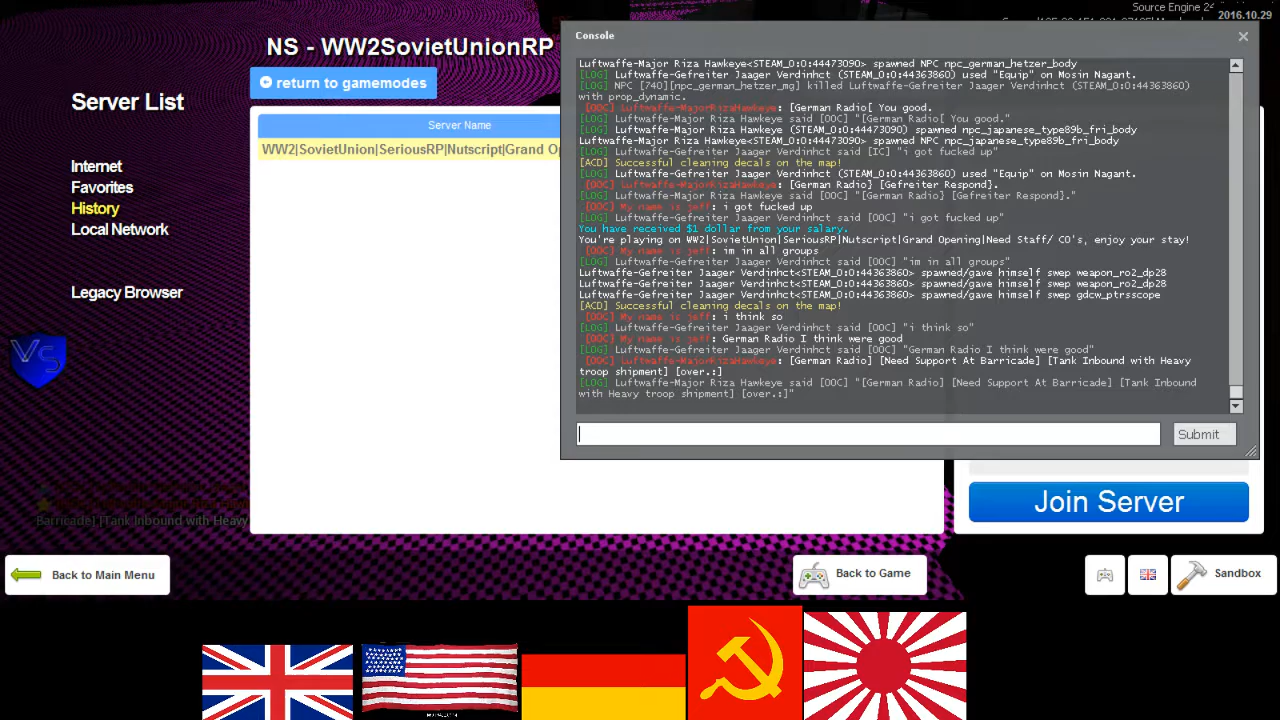 Source Engine 24
2016.10.29
NS - WW2SovietUnionRP
return to gamemodes
Server List
Internet
Favorites
History
Local Network
Legacy Browser
VS
Server Name
WW2|SovietUnion|SeriousRP|Nutscript|Grand Op
Console
Luftwaffe-Major Riza Hawkeye<STEAM_0:0:44473090> spawned NPC npc_german_hetzer_body
[LOG] Luftwaffe-Gefreiter Jaager Verdinhct (STEAM_0:0:44363860) used "Equip" on Mosin Nagant.
[LOG] NPC [740][npc_german_hetzer_mg] killed Luftwaffe-Gefreiter Jaager Verdinhct (STEAM_0:0:44363860)
with prop_dynamic.
[OOC] Luftwaffe-MajorRizaHawkeye: [German Radio[ You good.
[LOG] Luftwaffe-Major Riza Hawkeye said [OOC] "[German Radio[ You good."
Luftwaffe-Major Riza Hawkeye (STEAM_0:0:44473090) spawned npc_japanese_type89b_fri_body
Luftwaffe-Major Riza Hawkeye<STEAM_0:0:44473090> spawned NPC npc_japanese_type89b_fri_body
[LOG] Luftwaffe-Gefreiter Jaager Verdinhct said [IC] "i got fucked up"
[ACD] Successful cleaning decals on the map!
[LOG] Luftwaffe-Gefreiter Jaager Verdinhct (STEAM_0:0:44363860) used "Equip" on Mosin Nagant.
[OOC] Luftwaffe-MajorRizaHawkeye: [German Radio} [Gefreiter Respond}.
[LOG] Luftwaffe-Major Riza Hawkeye said [OOC] "[German Radio} [Gefreiter Respond}."
[OOC] My name is jeff: i got fucked up
[LOG] Luftwaffe-Gefreiter Jaager Verdinhct said [OOC] "i got fucked up"
You have received $1 dollar from your salary.
You're playing on WW2|SovietUnion|SeriousRP|Nutscript|Grand Opening|Need Staff/ CO's, enjoy your stay!
[OOC] My name is jeff: im in all groups
[LOG] Luftwaffe-Gefreiter Jaager Verdinhct said [OOC] "im in all groups"
Luftwaffe-Gefreiter Jaager Verdinhct<STEAM_0:0:44363860> spawned/gave himself swep weapon_ro2_dp28
Luftwaffe-Gefreiter Jaager Verdinhct<STEAM_0:0:44363860> spawned/gave himself swep weapon_ro2_dp28
Luftwaffe-Gefreiter Jaager Verdinhct<STEAM_0:0:44363860> spawned/gave himself swep gdcw_ptrsscope
[ACD] Successful cleaning decals on the map!
[OOC] My name is jeff: i think so
[LOG] Luftwaffe-Gefreiter Jaager Verdinhct said [OOC] "i think so"
[OOC] My name is jeff: German Radio I think were good
[LOG] Luftwaffe-Gefreiter Jaager Verdinhct said [OOC] "German Radio I think were good"
[OOC] Luftwaffe-MajorRizaHawkeye: [German Radio] [Need Support At Barricade] [Tank Inbound with Heavy
troop shipment] [over.:]
[LOG] Luftwaffe-Major Riza Hawkeye said [OOC] "[German Radio] [Need Support At Barricade] [Tank Inbound with Heavy
troop shipment] [over.:]"
Submit
Join Server
Barricade] [Tank Inbound with Heavy
Back to Main Menu
Back to Game
Sandbox